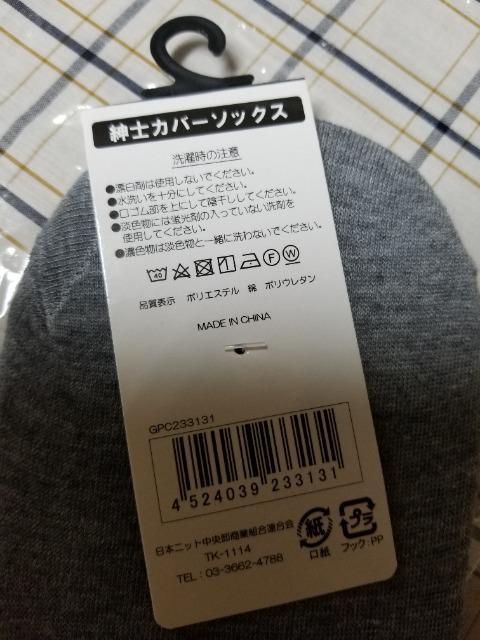 紳士カバーソックス
洗濯時の注意
●漂白剤は使用しないでください。
●水洗いを十分にしてください。
●口ゴム部を上にして陰干ししてください。
●淡色物には蛍光剤の入っていない洗剤を
使用してください。
●濃色物は淡色物と一緒に洗わないでください。
40 F W
品質表示 ポリエステル 綿 ポリウレタン
MADE IN CHINA
GPC233131
4 524039 233131
日本ニット中央卸商業組合連合会
TK-1114
TEL：03-3662-4788
紙
口紙
プラ
フック：PP